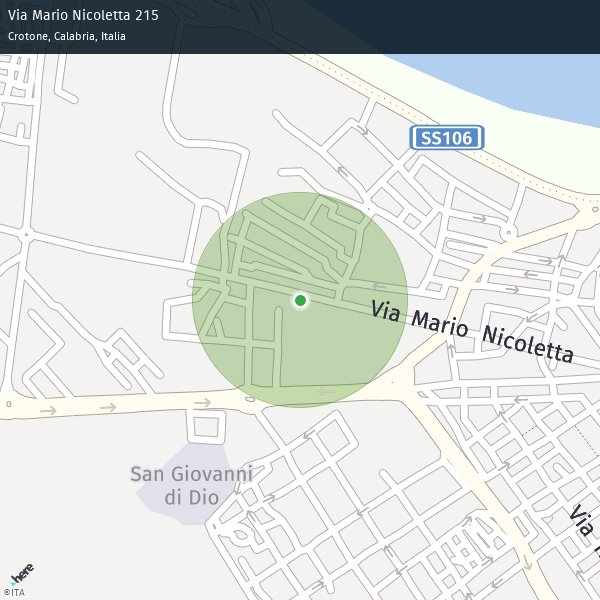 Via Mario Nicoletta 215
Crotone, Calabria, Italia
SS106
Via Mario Nicoletta
San Giovanni
di Dio
Via
here
©ITA